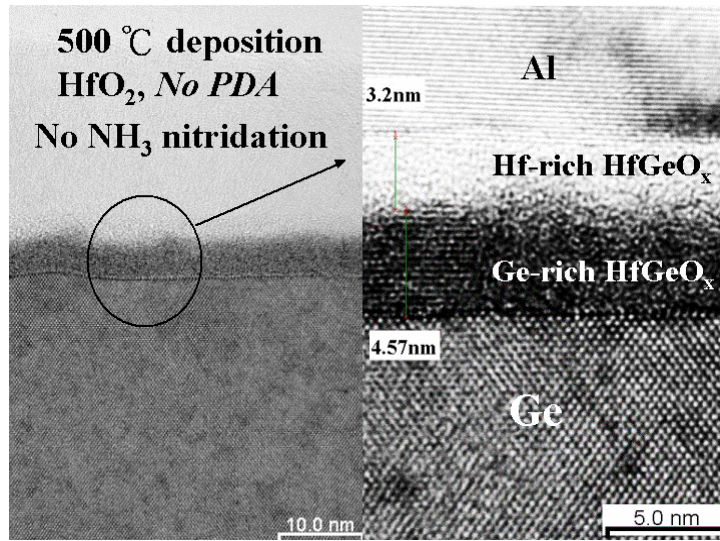 500 ℃ deposition
HfO₂, No PDA
No NH₃ nitridation
10.0 nm
Al
3.2nm
Hf-rich HfGeOₓ
Ge-rich HfGeOₓ
4.57nm
Ge
5.0 nm